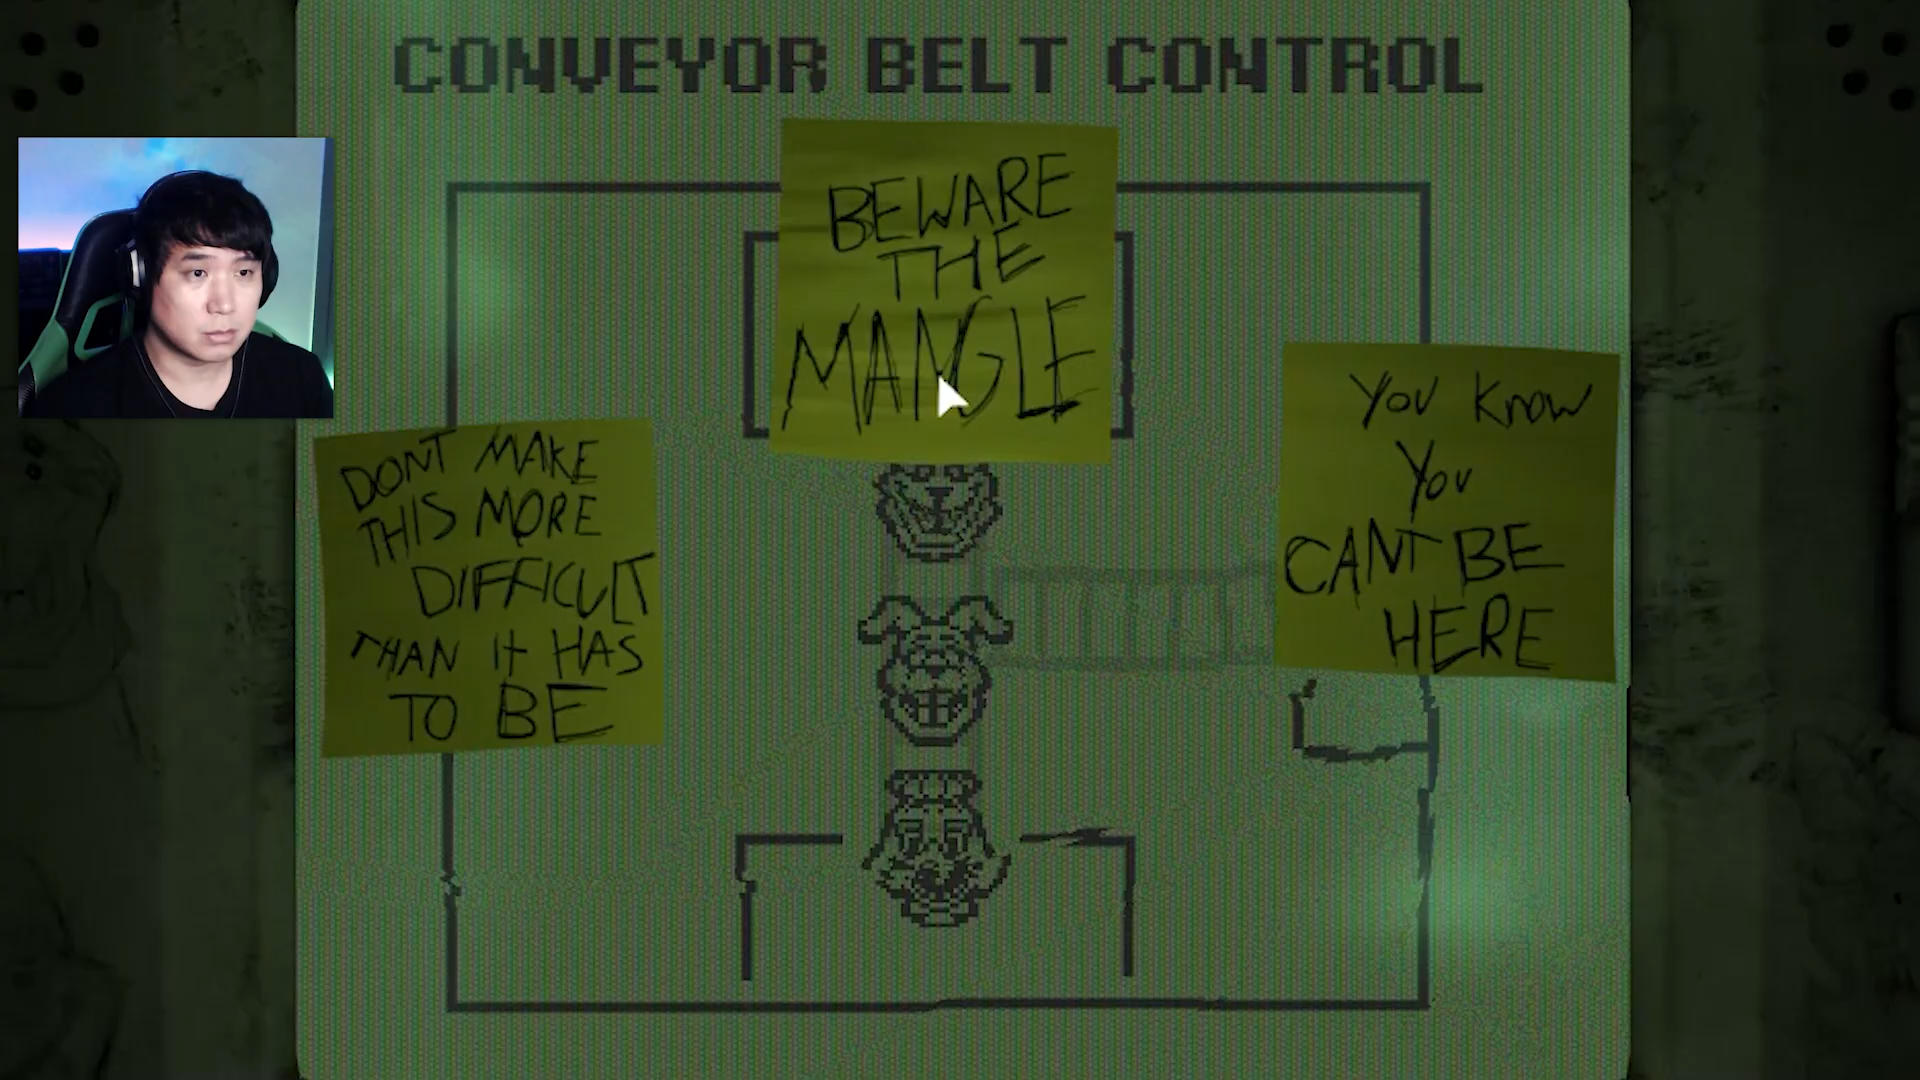 CONVEYOR BELT CONTROL
BEWARE
THE
MANGLE
DONT MAKE
THIS MORE
DIFFICULT
THAN It HAS
TO BE
You Know
You
CANT BE
HERE